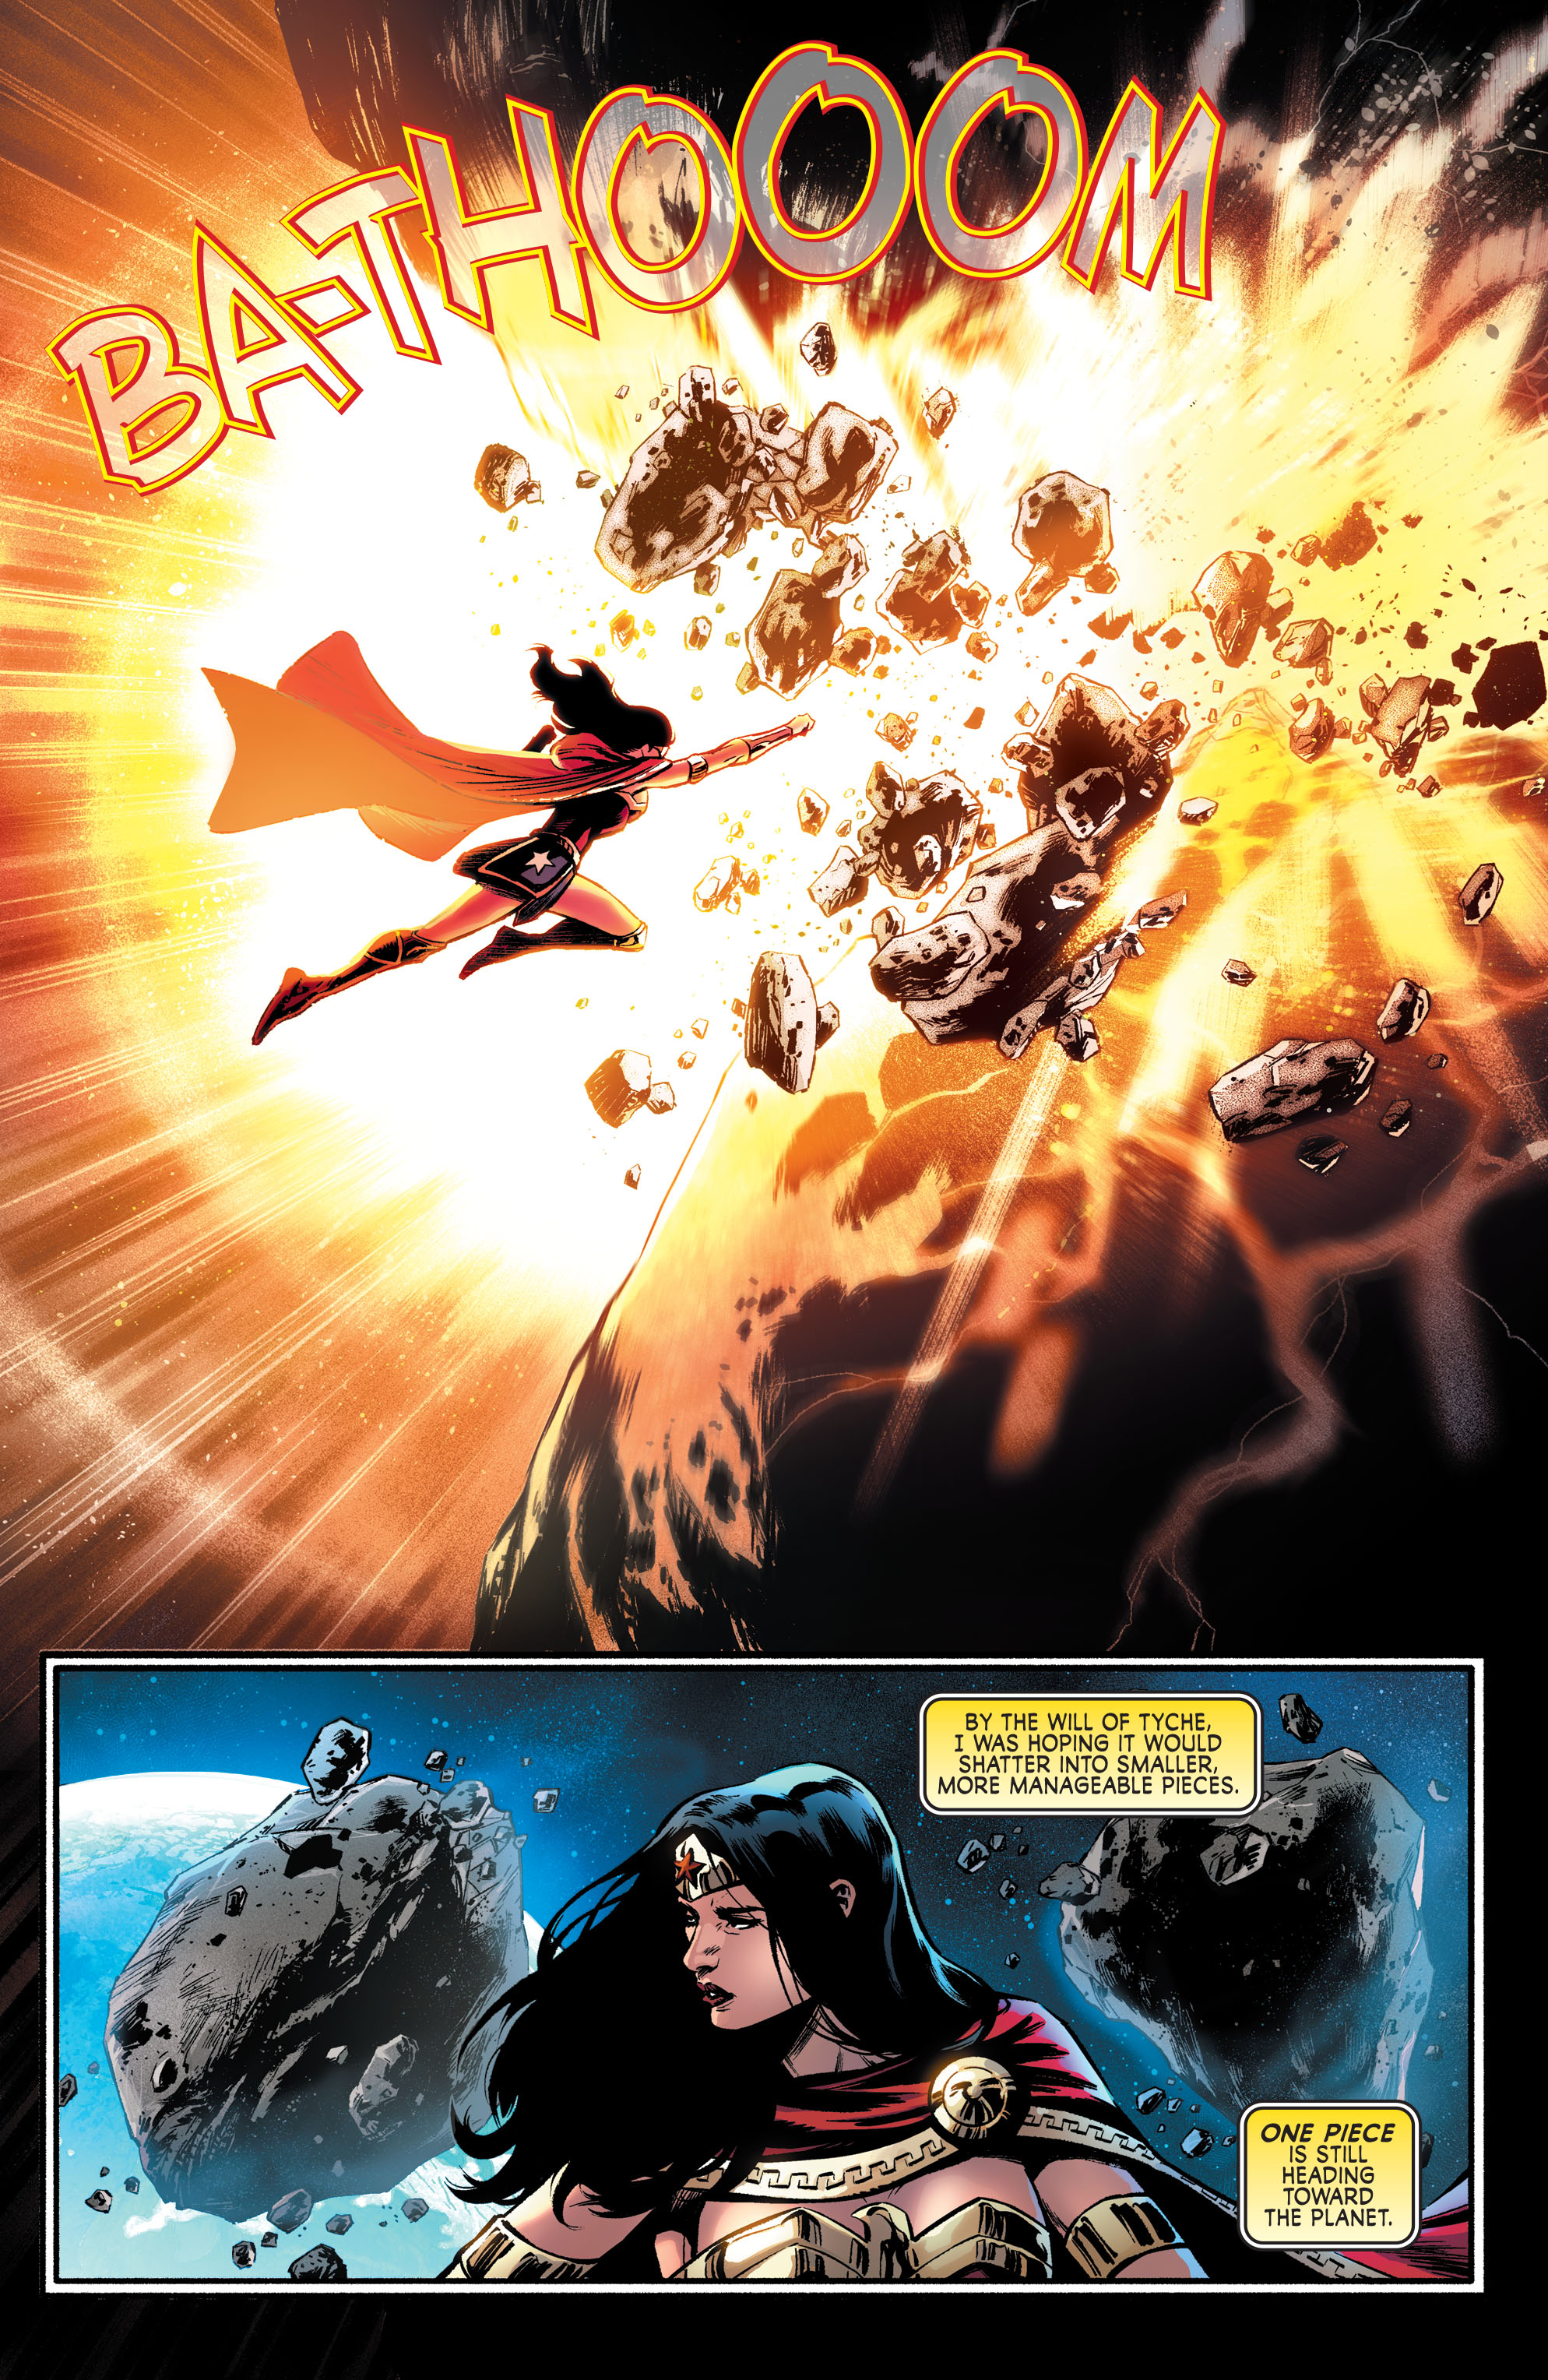 BA-THOOOM
BY THE WILL OF TYCHE,
I WAS HOPING IT WOULD
SHATTER INTO SMALLER,
MORE MANAGEABLE PIECES.
ONE PIECE
IS STILL
HEADING
TOWARD
THE PLANET.